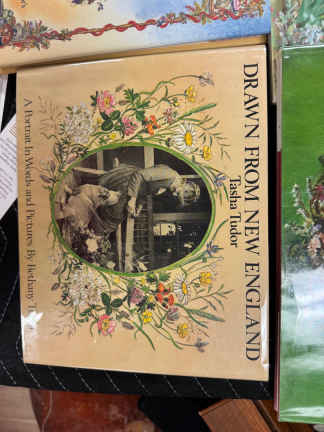 DRAWN FROM NEW ENGLAND
Tasha Tudor
A Portrait In Words and Pictures By Bethany